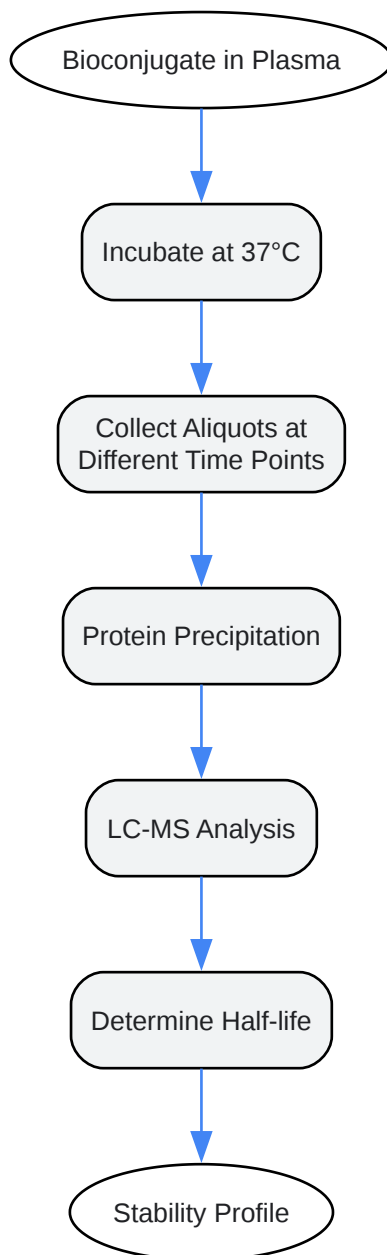 Bioconjugate in Plasma
Incubate at 37°C
Collect Aliquots at
Different Time Points
Protein Precipitation
LC-MS Analysis
Determine Half-life
Stability Profile